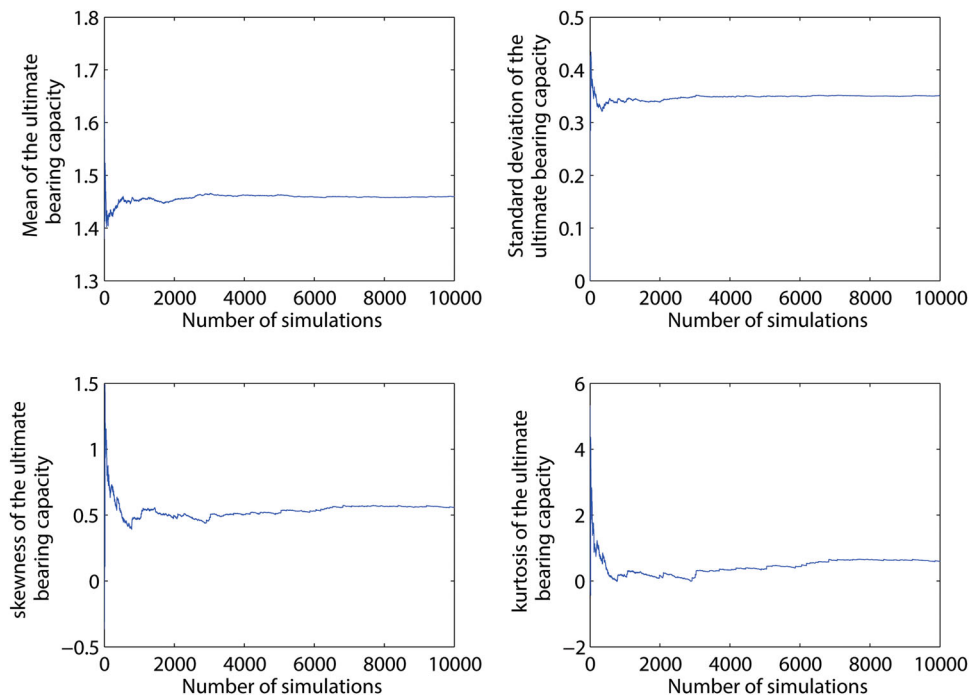 Mean of the ultimate
bearing capacity
1.8
1.7
1.6
1.5
1.4
1.3
0 2000 4000 6000 8000 10000
Number of simulations
Standard deviation of the
ultimate bearing capacity
0.5
0.4
0.3
0.2
0.1
0
0 2000 4000 6000 8000 10000
Number of simulations
skewness of the ultimate
bearing capacity
1.5
1
0.5
0
−0.5
0 2000 4000 6000 8000 10000
Number of simulations
kurtosis of the ultimate
bearing capacity
6
4
2
0
−2
0 2000 4000 6000 8000 10000
Number of simulations